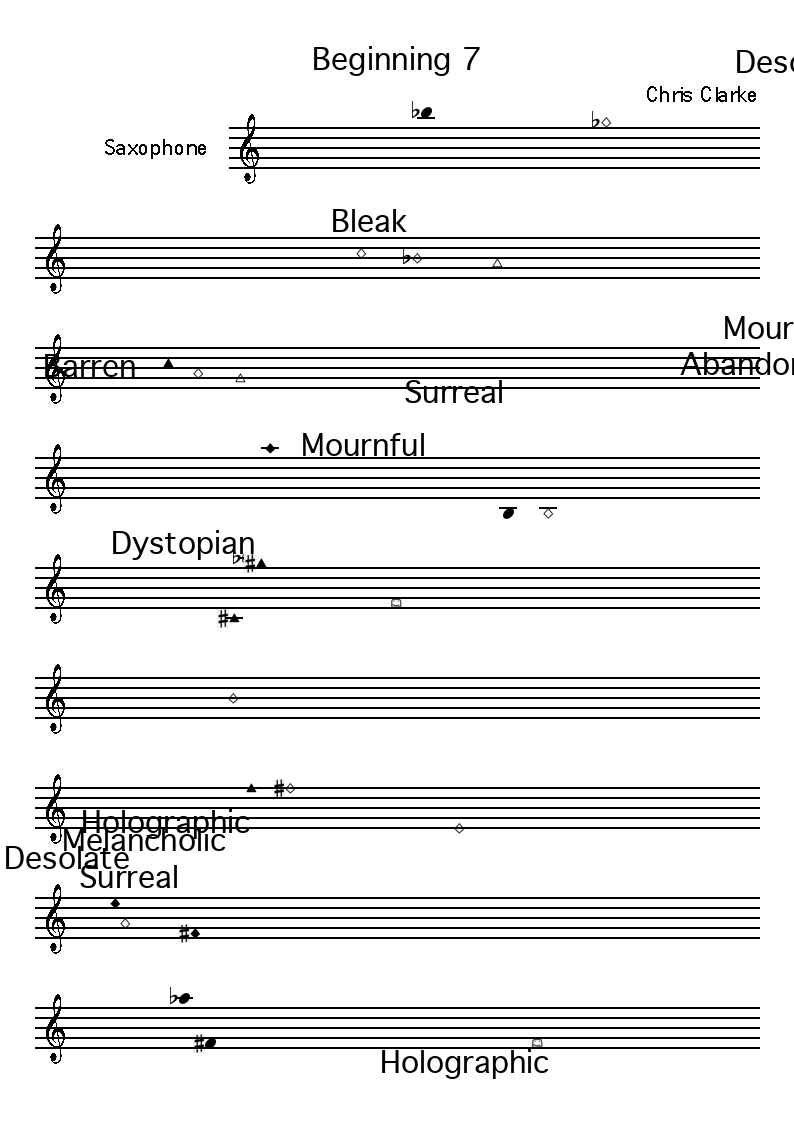 Beginning 7
Deso
Chris Clarke
Saxophone
Bleak
Mour
Barren
Abandon
Surreal
Mournful
Dystopian
Holographic
Melancholic
Desolate
Surreal
Holographic